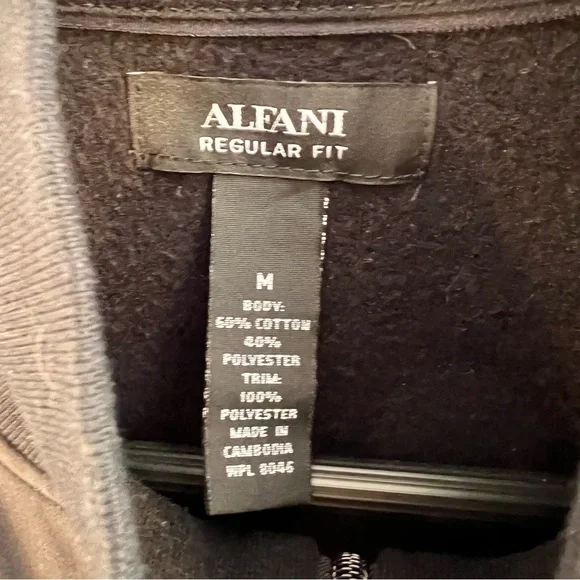 ALFANI
REGULAR FIT
M
BODY:
60% COTTON
40%
POLYESTER
TRIM:
100%
POLYESTER
MADE IN
CAMBODIA
WPL 8046